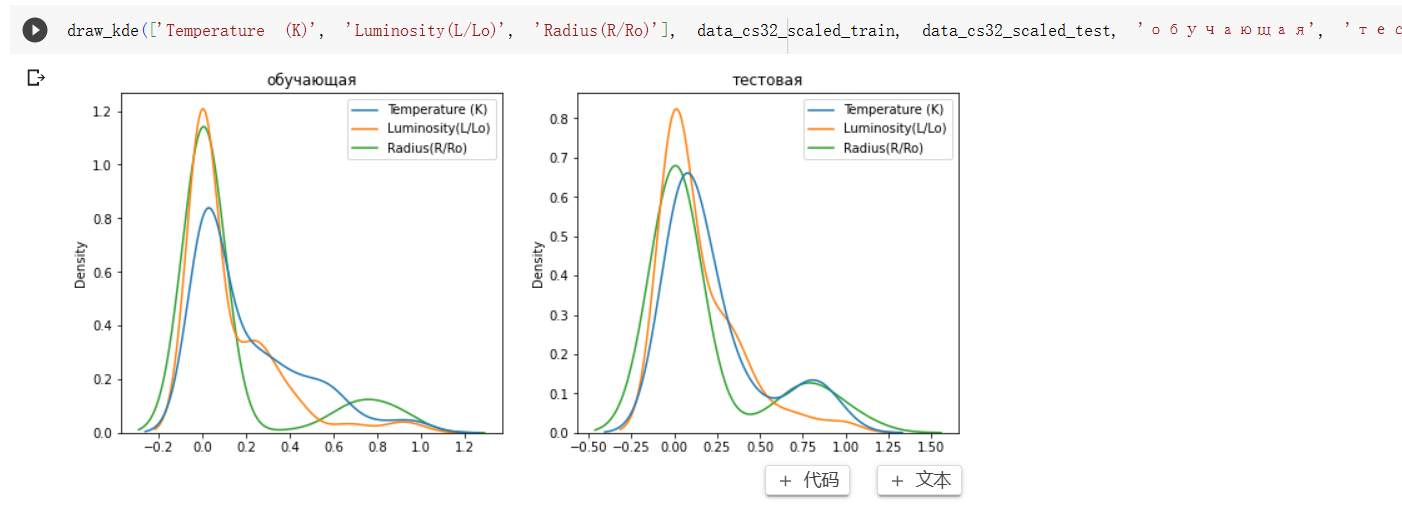 draw_kde(['Temperature (K)', 'Luminosity(L/Lo)', 'Radius(R/Ro)'], data_cs32_scaled_train, data_cs32_scaled_test, 'обучающая', 'тес
обучающая
Temperature (K)
Luminosity(L/Lo)
Radius(R/Ro)
Density
1.2
1.0
0.8
0.6
0.4
0.2
0.0
−0.2 0.0 0.2 0.4 0.6 0.8 1.0 1.2
тестовая
Temperature (K)
Luminosity(L/Lo)
Radius(R/Ro)
Density
0.8
0.7
0.6
0.5
0.4
0.3
0.2
0.1
0.0
−0.50 −0.25 0.00 0.25 0.50 0.75 1.00 1.25 1.50
+ 代码 + 文本